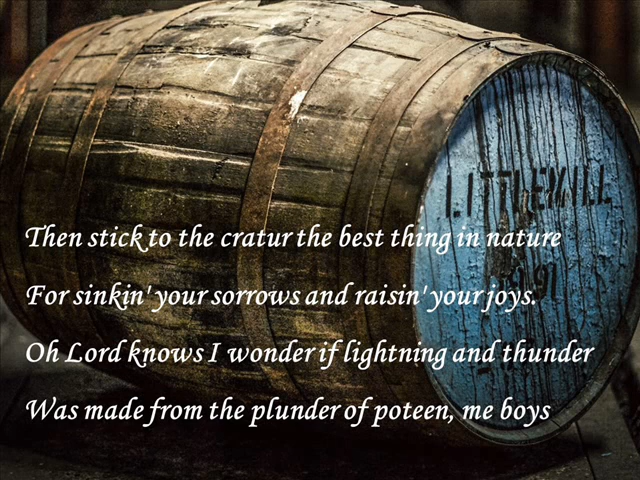 LITTLEMILL
1991
Then stick to the cratur the best thing in nature
For sinkin' your sorrows and raisin' your joys.
Oh Lord knows I wonder if lightning and thunder
Was made from the plunder of poteen, me boys